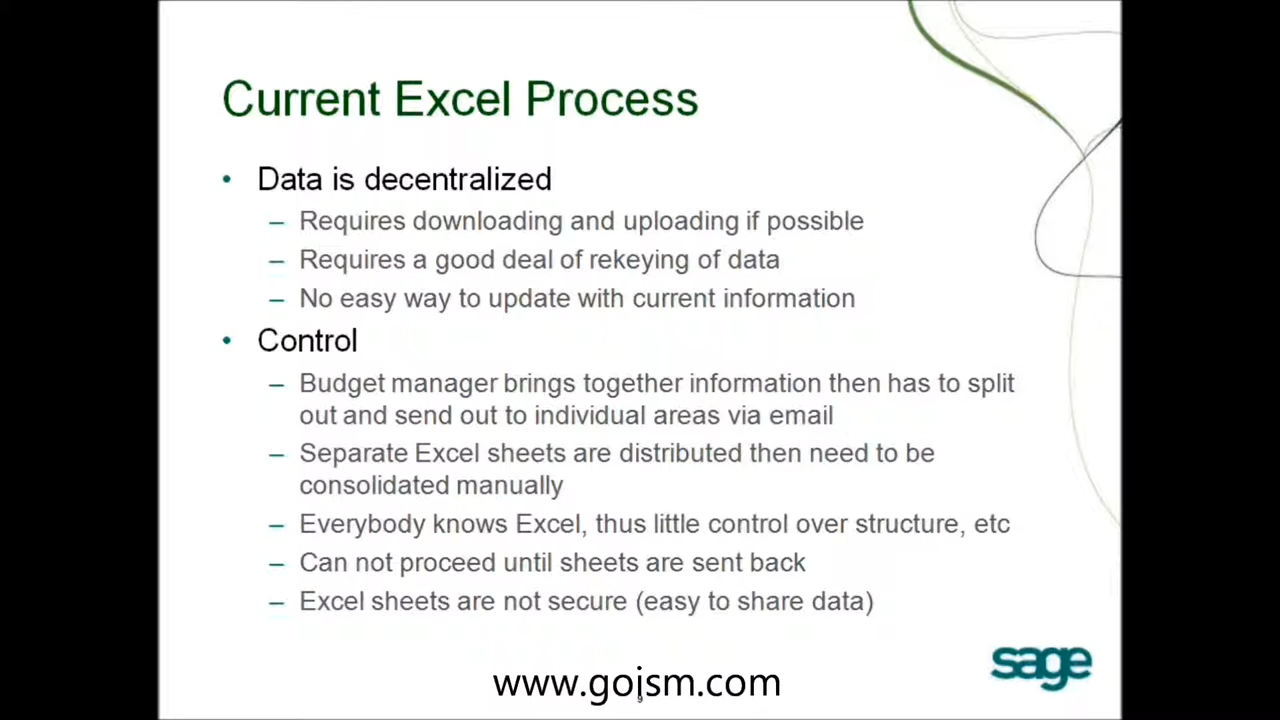 Current Excel Process
• Data is decentralized
– Requires downloading and uploading if possible
– Requires a good deal of rekeying of data
– No easy way to update with current information
• Control
– Budget manager brings together information then has to split
out and send out to individual areas via email
– Separate Excel sheets are distributed then need to be
consolidated manually
– Everybody knows Excel, thus little control over structure, etc
– Can not proceed until sheets are sent back
– Excel sheets are not secure (easy to share data)
sage
www.gojsm.com